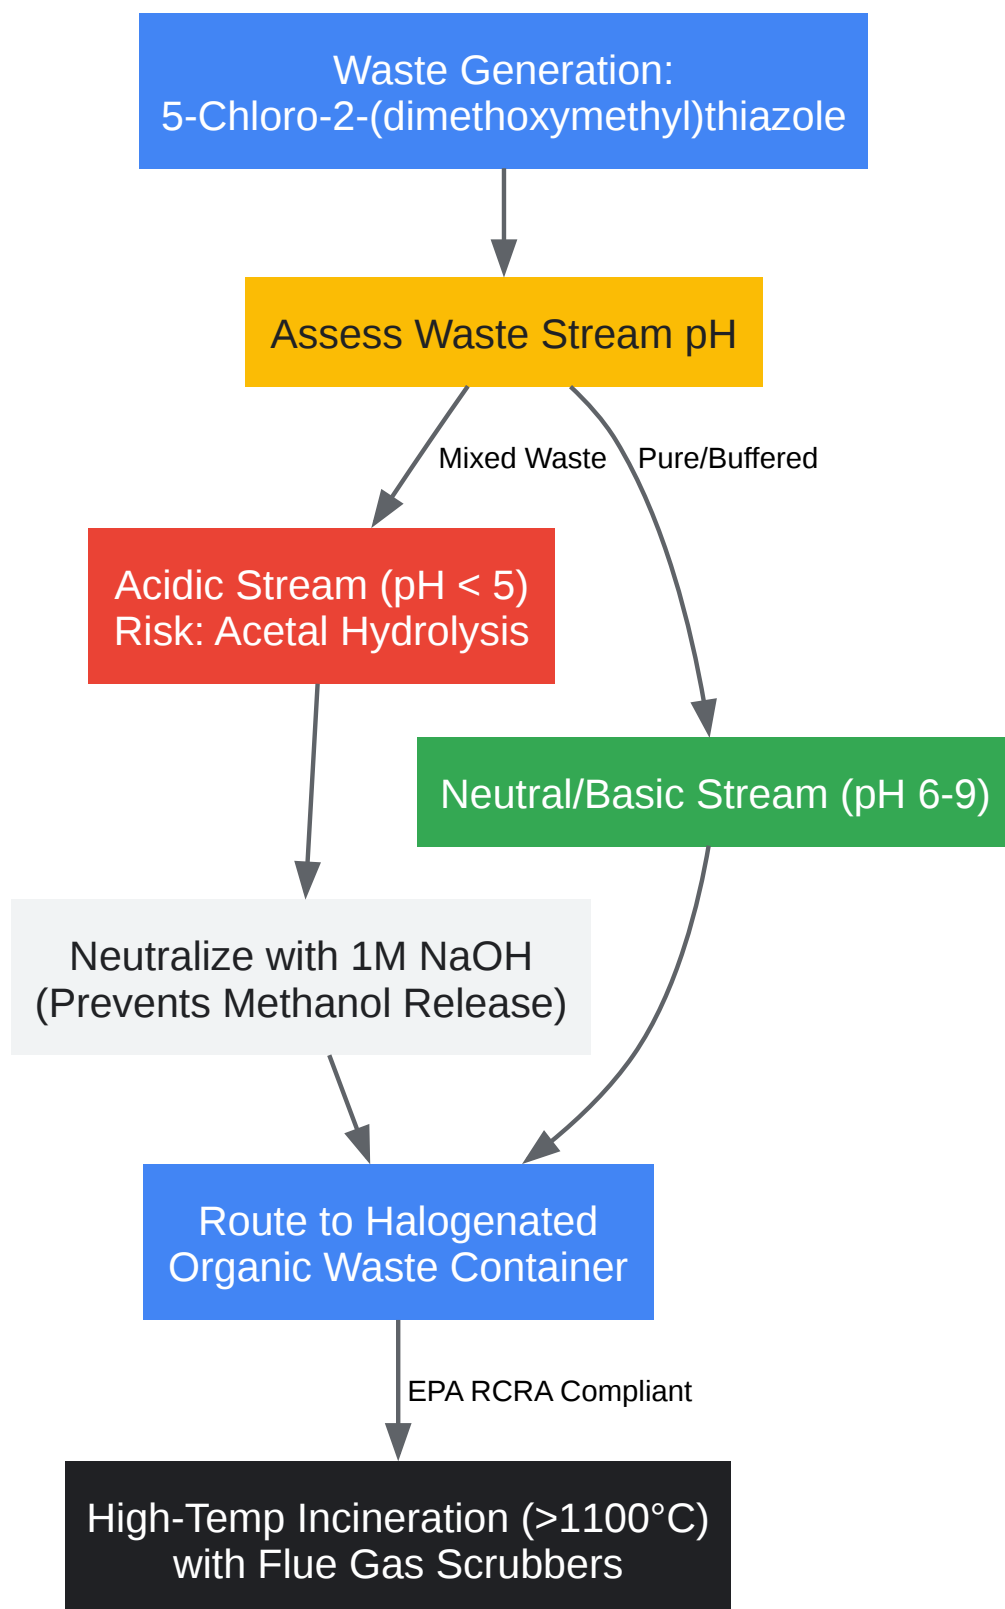 Waste Generation:
5-Chloro-2-(dimethoxymethyl)thiazole
Assess Waste Stream pH
Mixed Waste
Pure/Buffered
Acidic Stream (pH < 5)
Risk: Acetal Hydrolysis
Neutral/Basic Stream (pH 6-9)
Neutralize with 1M NaOH
(Prevents Methanol Release)
Route to Halogenated
Organic Waste Container
EPA RCRA Compliant
High-Temp Incineration (>1100°C)
with Flue Gas Scrubbers